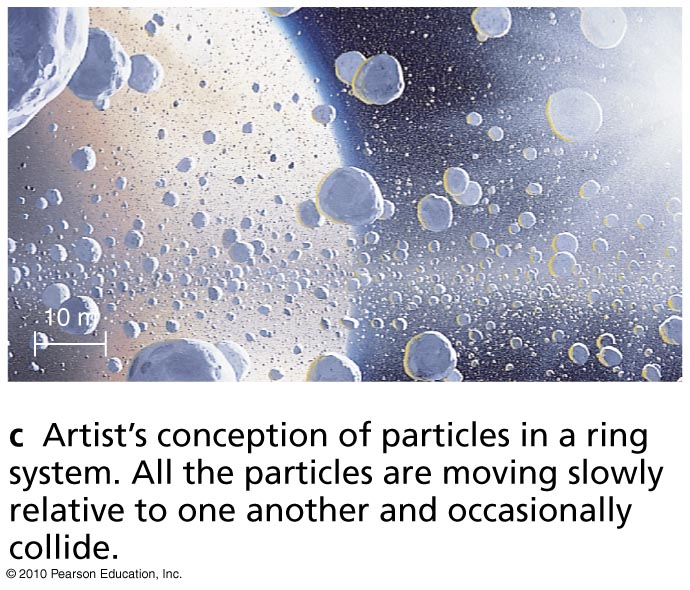 10 m
c Artist’s conception of particles in a ring
system. All the particles are moving slowly
relative to one another and occasionally
collide.
© 2010 Pearson Education, Inc.